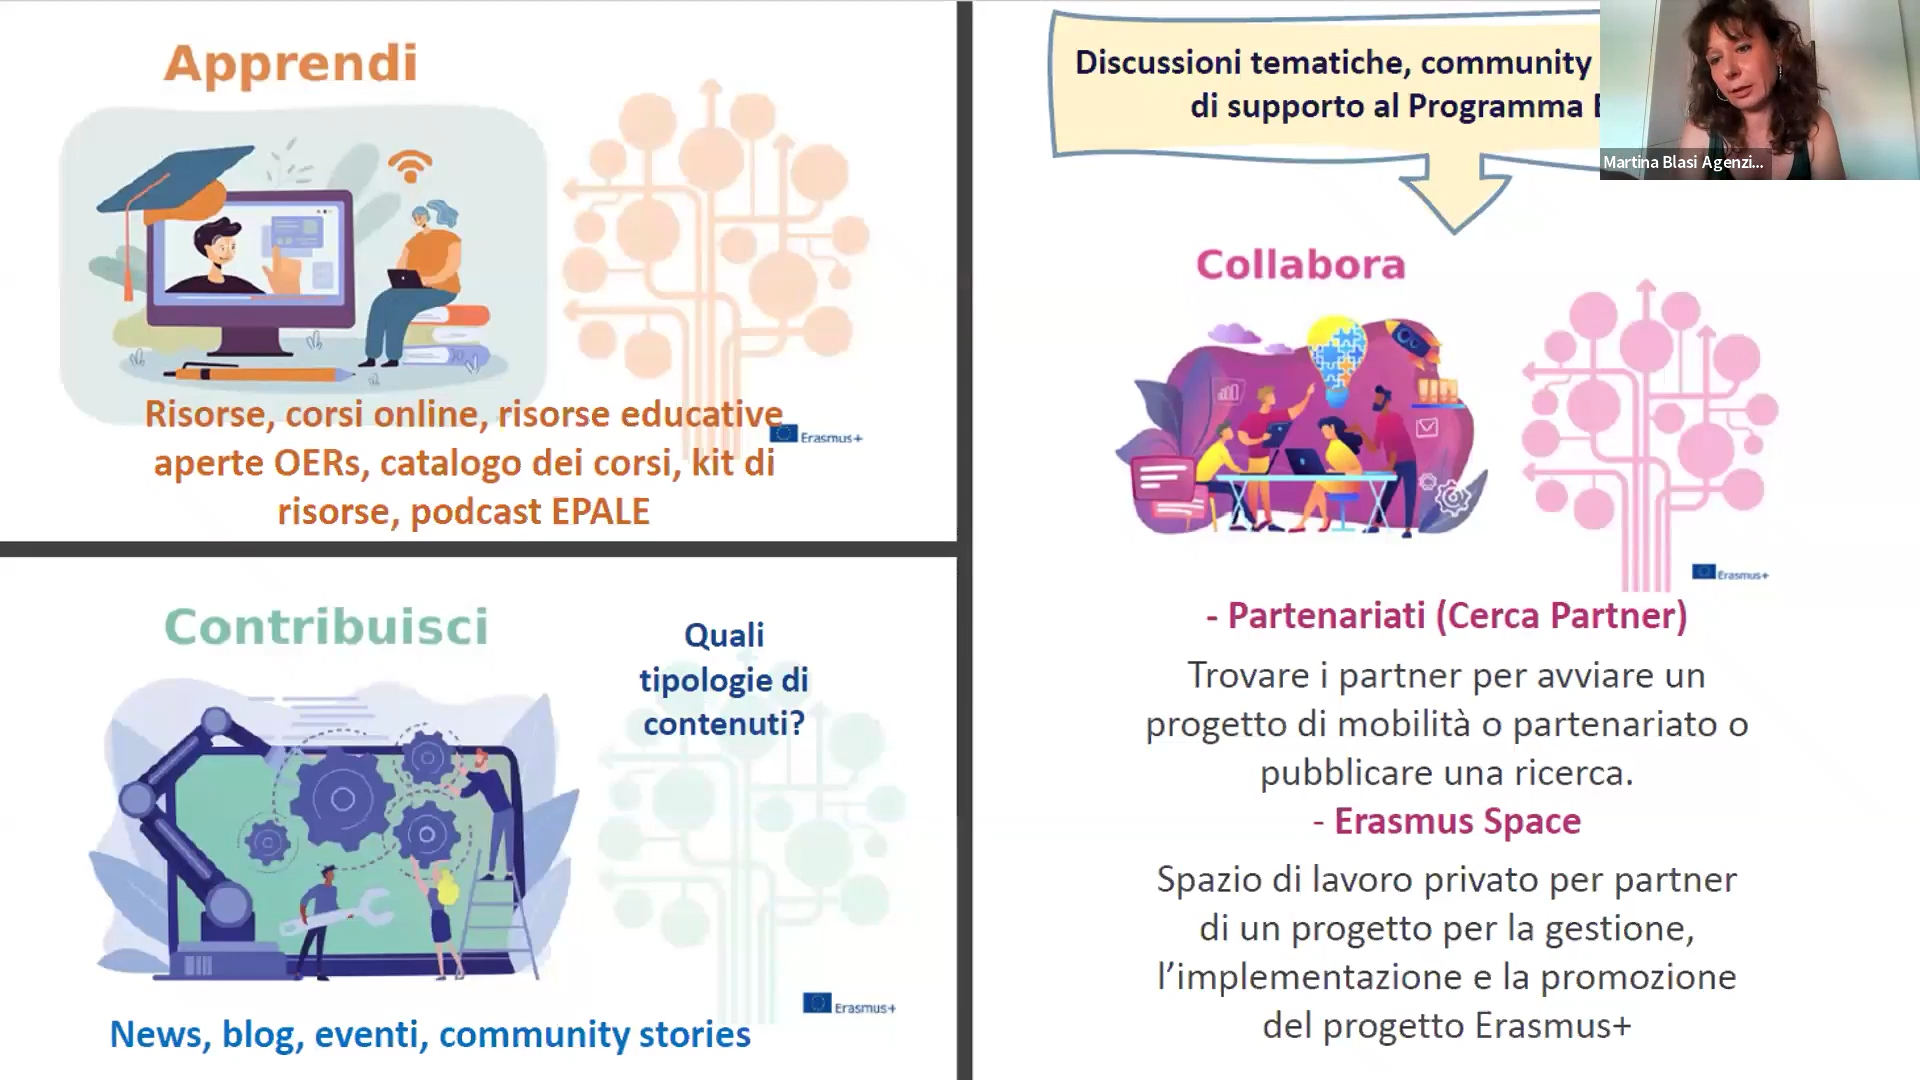 Apprendi
Risorse, corsi online, risorse educative
aperte OERs, catalogo dei corsi, kit di
risorse, podcast EPALE
Erasmus+
Contribuisci
Quali
tipologie di
contenuti?
Erasmus+
News, blog, eventi, community stories
Discussioni tematiche, community
di supporto al Programma
Martina Blasi Agenzi...
Collabora
Erasmus+
- Partenariati (Cerca Partner)
Trovare i partner per avviare un
progetto di mobilità o partenariato o
pubblicare una ricerca.
- Erasmus Space
Spazio di lavoro privato per partner
di un progetto per la gestione,
l’implementazione e la promozione
del progetto Erasmus+